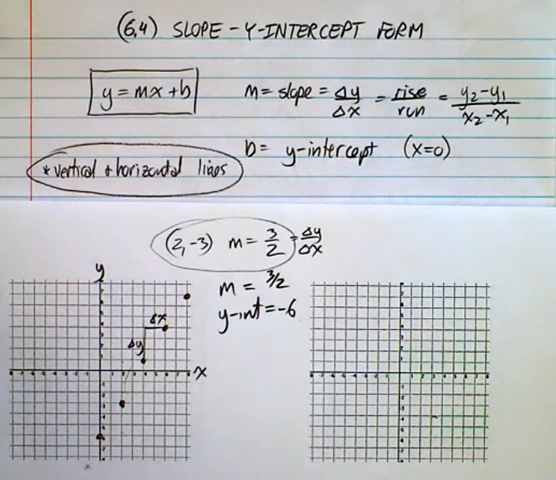 (6,4) SLOPE - Y-INTERCEPT FORM
y = mx + b
m = slope = Δy/Δx = rise/run = y₂-y₁/x₂-x₁
b = y-intercept (x=0)
* vertical + horizontal lines
(2,-3) m = 3/2 = Δy/Δx
m = 3/2
y-int = -6
y
Δx
Δy
x